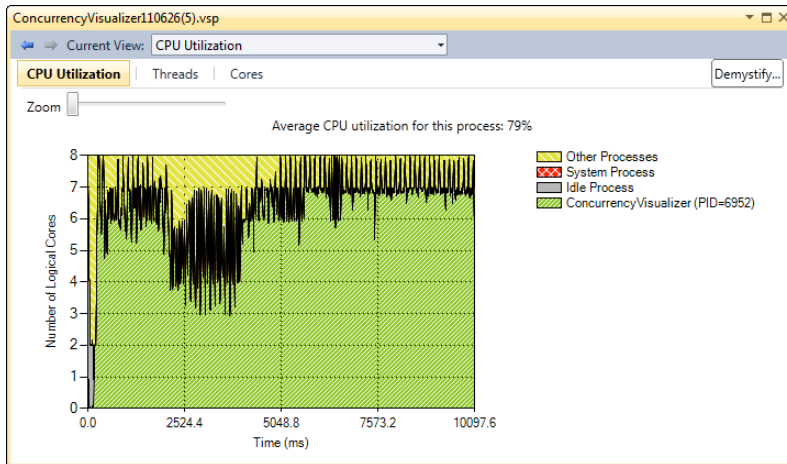 ConcurrencyVisualizer110626(5).vsp
Current View: CPU Utilization
CPU Utilization Threads Cores Demystify...
Zoom
Average CPU utilization for this process: 79%
Number of Logical Cores
8
7
6
5
4
3
2
1
0
0.0 2524.4 5048.8 7573.2 10097.6
Time (ms)
Other Processes
System Process
Idle Process
ConcurrencyVisualizer (PID=6952)